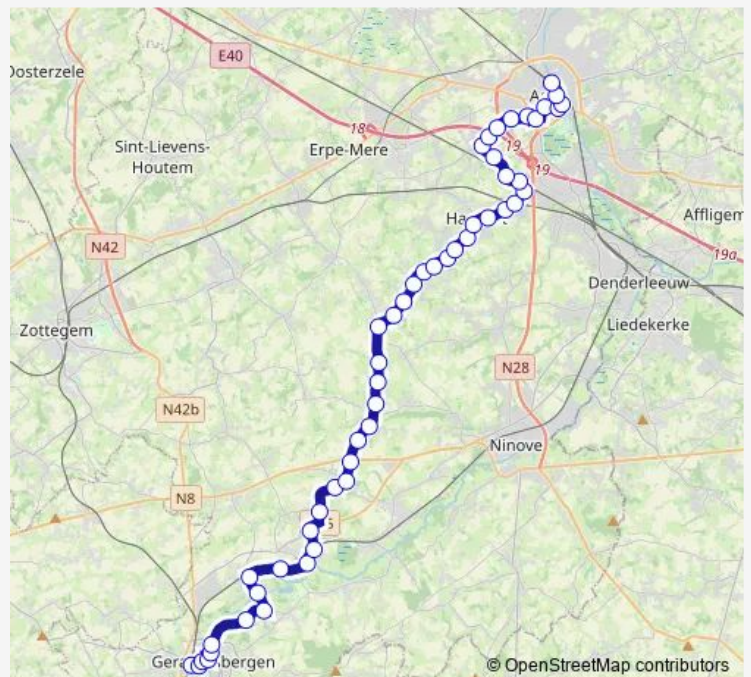 E40
Oosterzele
18
Sint-Lievens-
Houtem
Erpe-Mere
19
19
Affligem
N42
19a
Denderleeuw
Zottegem
Liedekerke
N28
N42b
Ninove
N8
© OpenStreetMap contributors